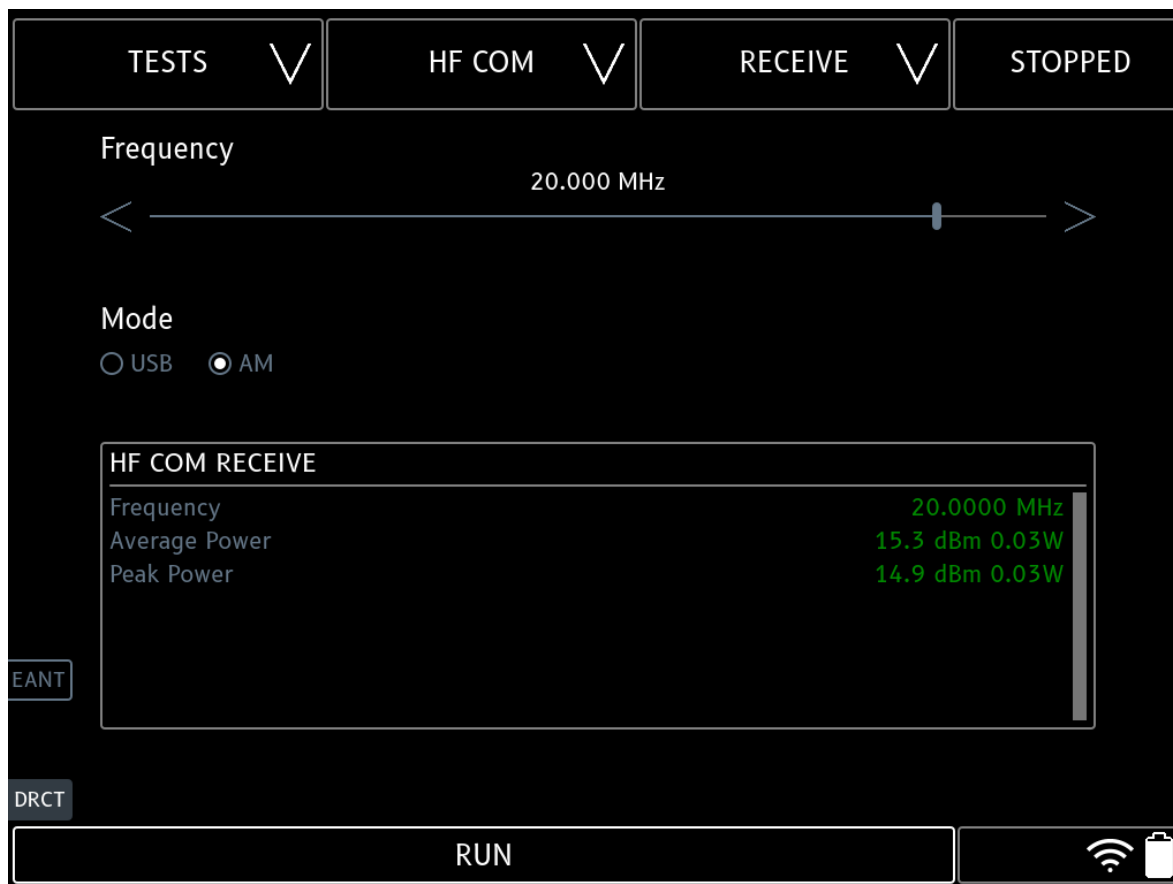 TESTS HF COM RECEIVE STOPPED
Frequency
20.000 MHz
Mode
USB AM
HF COM RECEIVE
Frequency 20.0000 MHz
Average Power 15.3 dBm 0.03W
Peak Power 14.9 dBm 0.03W
EANT
DRCT
RUN